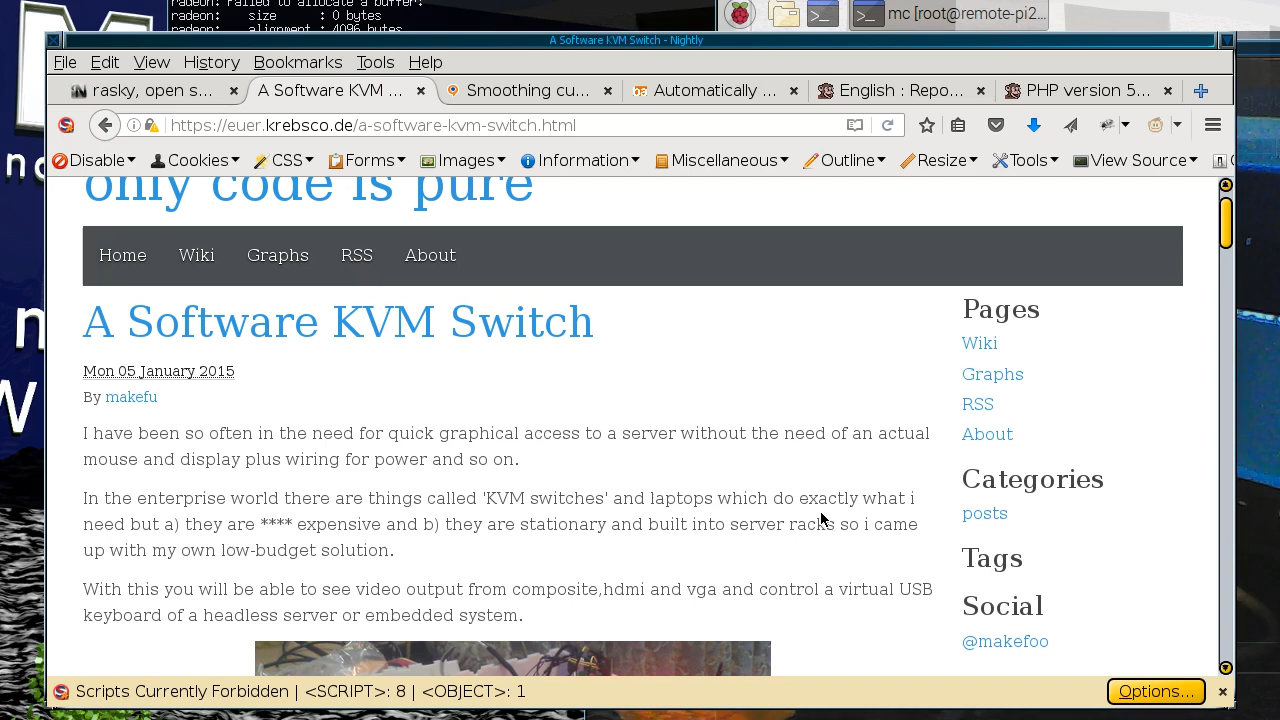 radeon: failed to allocate a buffer:
radeon: size : 0 bytes
radeon: alignment : 4096 bytes
mc [root@remote-pi2...
A Software KVM Switch - Nightly
File Edit View History Bookmarks Tools Help
rasky, open s... A Software KVM ... Smoothing cu... Automatically ... English : Repo... PHP version 5...
https://euer.krebsco.de/a-software-kvm-switch.html
Disable Cookies CSS Forms Images Information Miscellaneous Outline Resize Tools View Source
only code is pure
Home Wiki Graphs RSS About
A Software KVM Switch
Mon 05 January 2015
By makefu
I have been so often in the need for quick graphical access to a server without the need of an actual
mouse and display plus wiring for power and so on.
In the enterprise world there are things called 'KVM switches' and laptops which do exactly what i
need but a) they are **** expensive and b) they are stationary and built into server racks so i came
up with my own low-budget solution.
With this you will be able to see video output from composite,hdmi and vga and control a virtual USB
keyboard of a headless server or embedded system.
Pages
Wiki
Graphs
RSS
About
Categories
posts
Tags
Social
@makefoo
Scripts Currently Forbidden | <SCRIPT>: 8 | <OBJECT>: 1
Options...